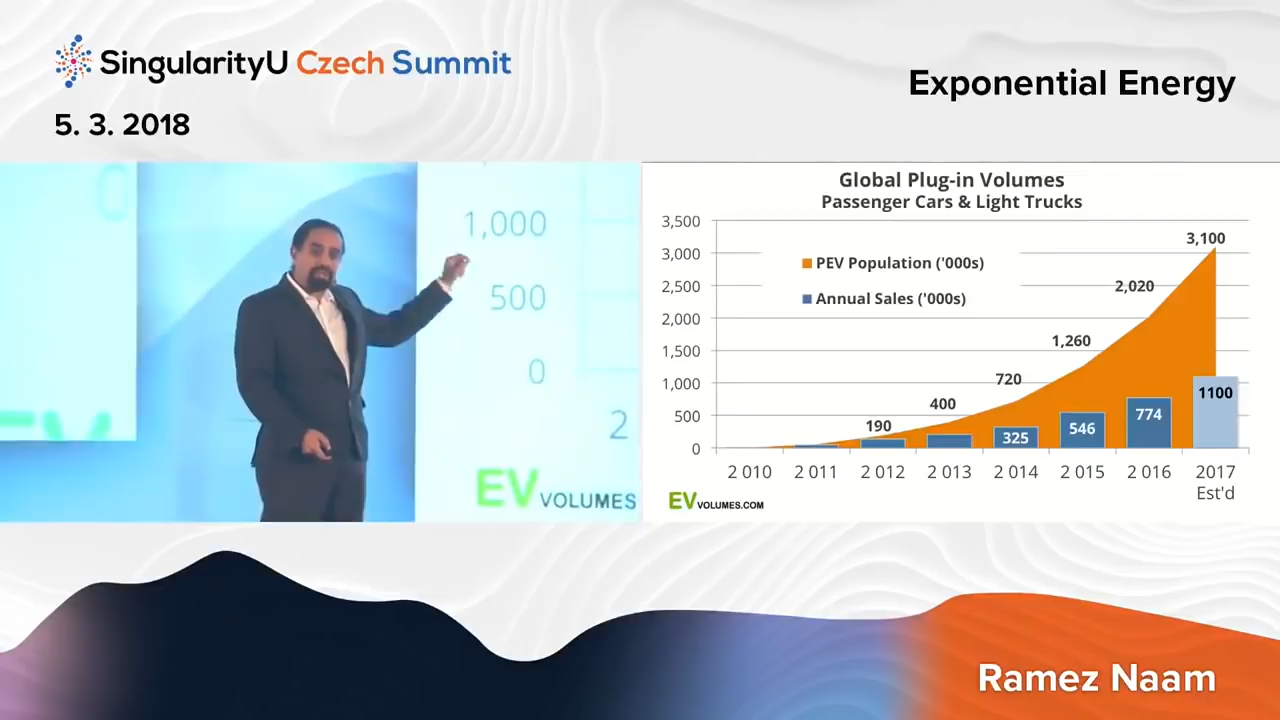 SingularityU Czech Summit
5. 3. 2018
Exponential Energy
1,000
500
0
2
EV VOLUMES
Global Plug-in Volumes
Passenger Cars & Light Trucks
3,500
3,000
2,500
2,000
1,500
1,000
500
0
PEV Population ('000s)
Annual Sales ('000s)
190
400
720
1,260
2,020
3,100
325
546
774
1100
2 010
2 011
2 012
2 013
2 014
2 015
2 016
2017
Est'd
EVVOLUMES.COM
Ramez Naam